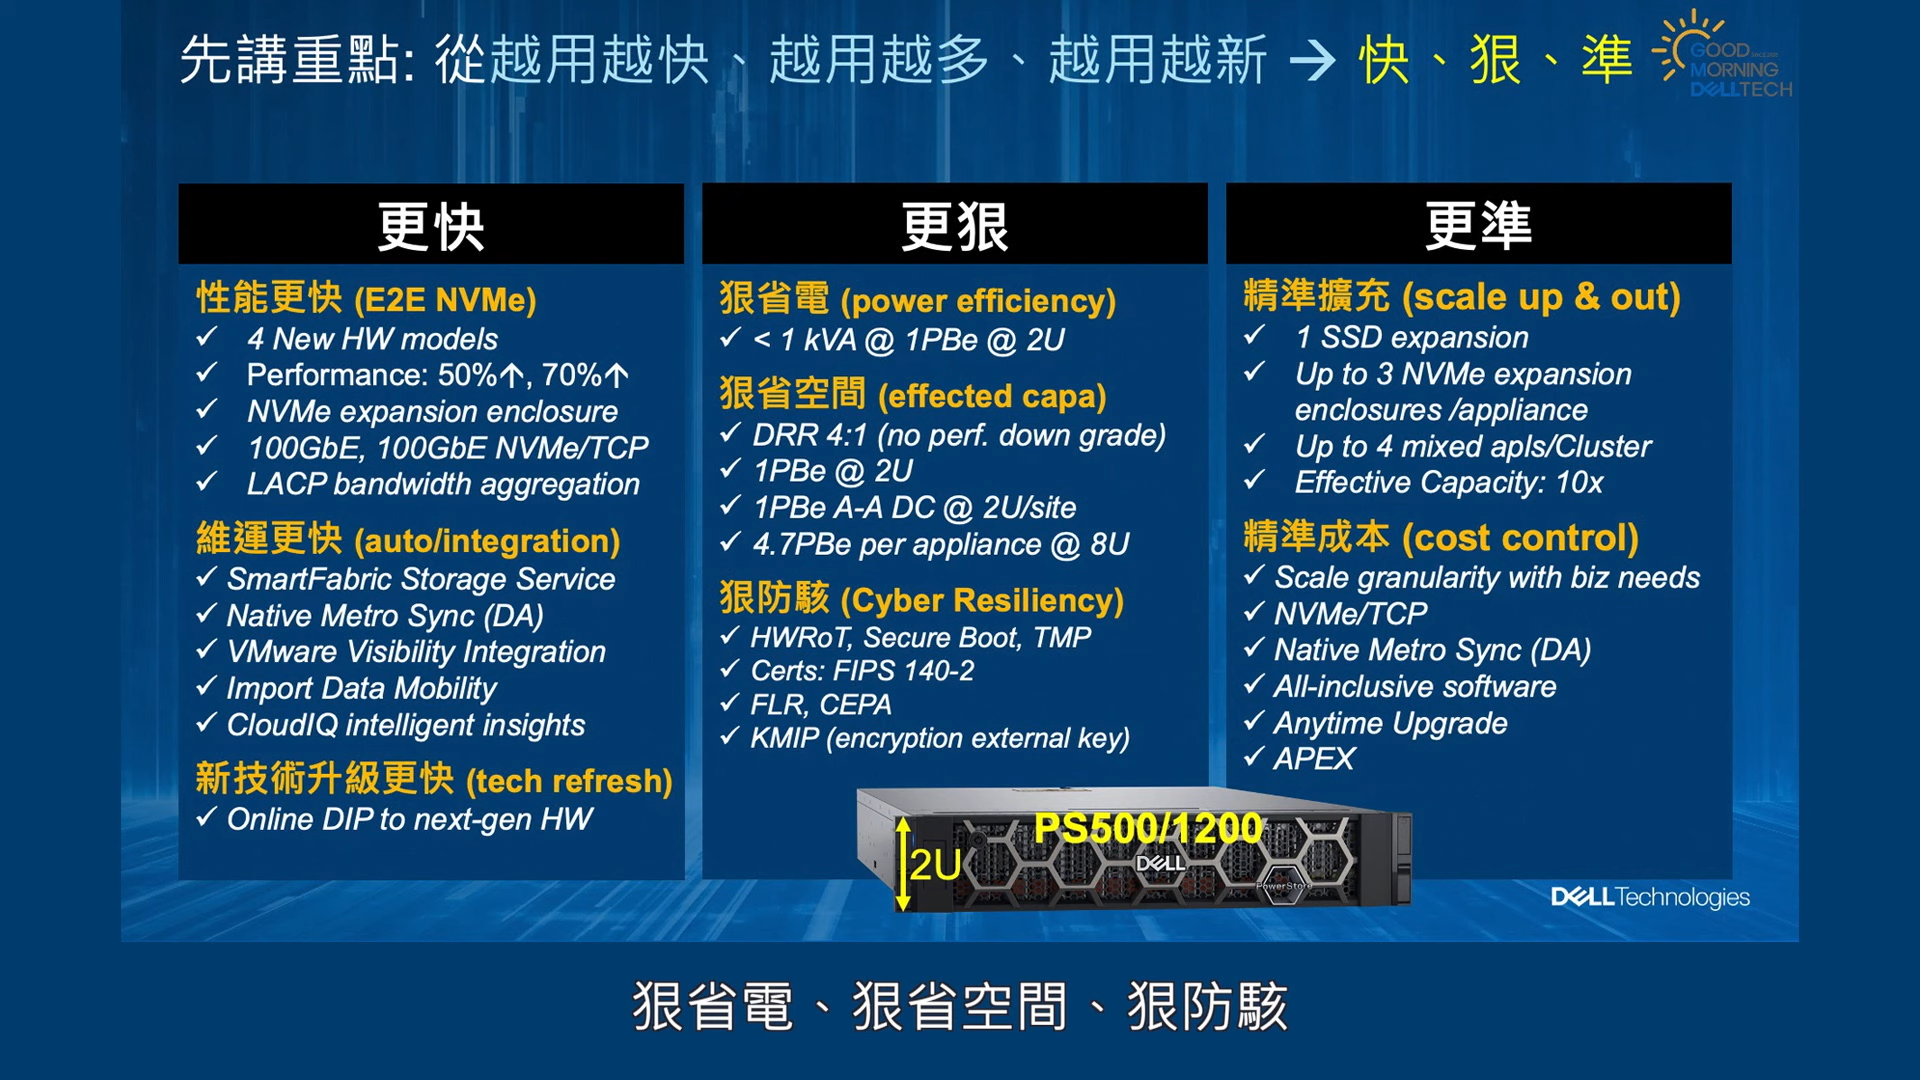 先講重點: 從越用越快、越用越多、越用越新 → 快、狠、準
GOOD
MORNING
DELLTECH
更快
性能更快 (E2E NVMe)
✓ 4 New HW models
✓ Performance: 50%↑, 70%↑
✓ NVMe expansion enclosure
✓ 100GbE, 100GbE NVMe/TCP
✓ LACP bandwidth aggregation
維運更快 (auto/integration)
✓ SmartFabric Storage Service
✓ Native Metro Sync (DA)
✓ VMware Visibility Integration
✓ Import Data Mobility
✓ CloudIQ intelligent insights
新技術升級更快 (tech refresh)
✓ Online DIP to next-gen HW
更狠
狠省電 (power efficiency)
✓ < 1 kVA @ 1PBe @ 2U
狠省空間 (effected capa)
✓ DRR 4:1 (no perf. down grade)
✓ 1PBe @ 2U
✓ 1PBe A-A DC @ 2U/site
✓ 4.7PBe per appliance @ 8U
狠防駭 (Cyber Resiliency)
✓ HWRoT, Secure Boot, TMP
✓ Certs: FIPS 140-2
✓ FLR, CEPA
✓ KMIP (encryption external key)
更準
精準擴充 (scale up & out)
✓ 1 SSD expansion
✓ Up to 3 NVMe expansion
enclosures /appliance
✓ Up to 4 mixed apls/Cluster
✓ Effective Capacity: 10x
精準成本 (cost control)
✓ Scale granularity with biz needs
✓ NVMe/TCP
✓ Native Metro Sync (DA)
✓ All-inclusive software
✓ Anytime Upgrade
✓ APEX
PS500/1200
2U
DELL
PowerStore
DELL Technologies
狠省電、狠省空間、狠防駭